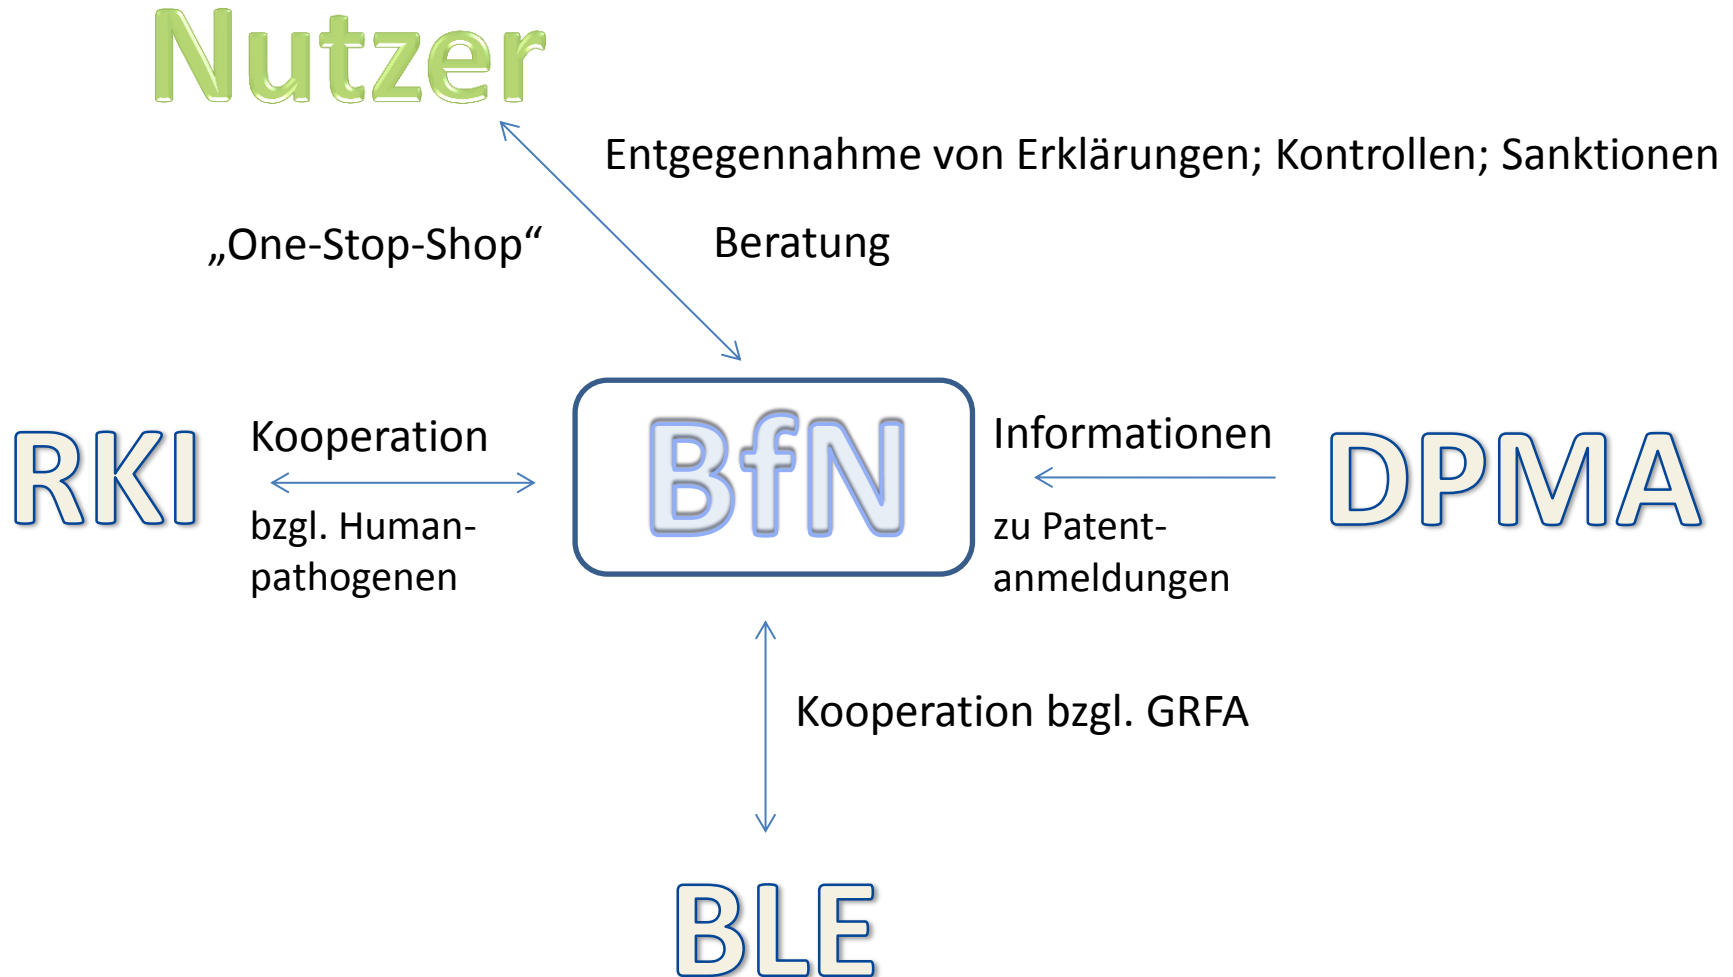 Nutzer
Entgegennahme von Erklärungen; Kontrollen; Sanktionen
„One-Stop-Shop“
Beratung
RKI
Kooperation
bzgl. Human-
pathogenen
BfN
Informationen
zu Patent-
anmeldungen
DPMA
Kooperation bzgl. GRFA
BLE